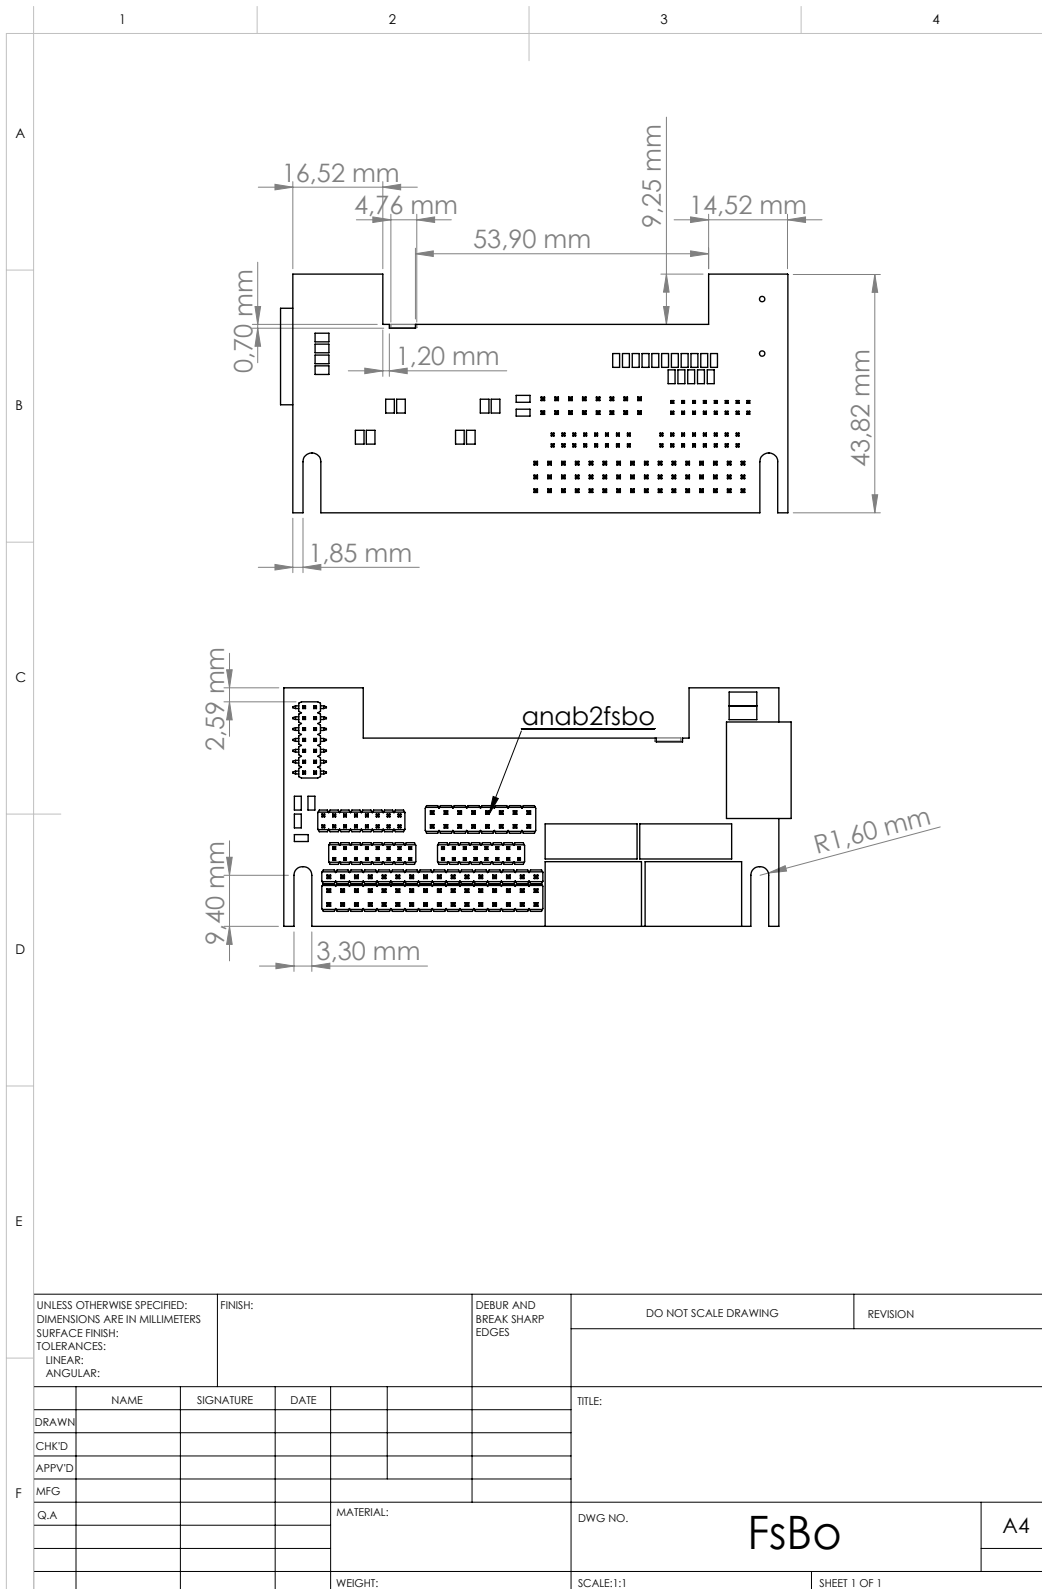 1 2 3 4
A
16,52 mm
4,76 mm
9,25 mm
14,52 mm
53,90 mm
0,70 mm
1,20 mm
B
43,82 mm
1,85 mm
C
2,59 mm
anab2fsbo
R1,60 mm
9,40 mm
D
3,30 mm
E
UNLESS OTHERWISE SPECIFIED:
DIMENSIONS ARE IN MILLIMETERS
SURFACE FINISH:
TOLERANCES:
LINEAR:
ANGULAR:
FINISH:
DEBUR AND
BREAK SHARP
EDGES
DO NOT SCALE DRAWING
REVISION
NAME SIGNATURE DATE
TITLE:
DRAWN
CHK'D
APPV'D
F
MFG
Q.A
MATERIAL:
DWG NO.
FsBo
A4
WEIGHT:
SCALE:1:1
SHEET 1 OF 1